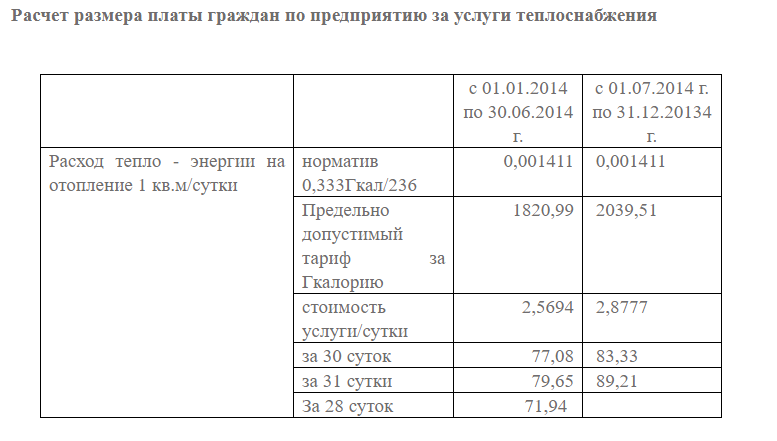 Расчет размера платы граждан по предприятию за услуги теплоснабжения
с 01.01.2014
по 30.06.2014
г.
с 01.07.2014 г.
по 31.12.20134
г.
Расход тепло - энергии на
отопление 1 кв.м/сутки
норматив
0,333Гкал/236
0,001411
0,001411
Предельно
допустимый
тариф за
Гкалорию
1820,99
2039,51
стоимость
услуги/сутки
2,5694
2,8777
за 30 суток
77,08
83,33
за 31 сутки
79,65
89,21
За 28 суток
71,94